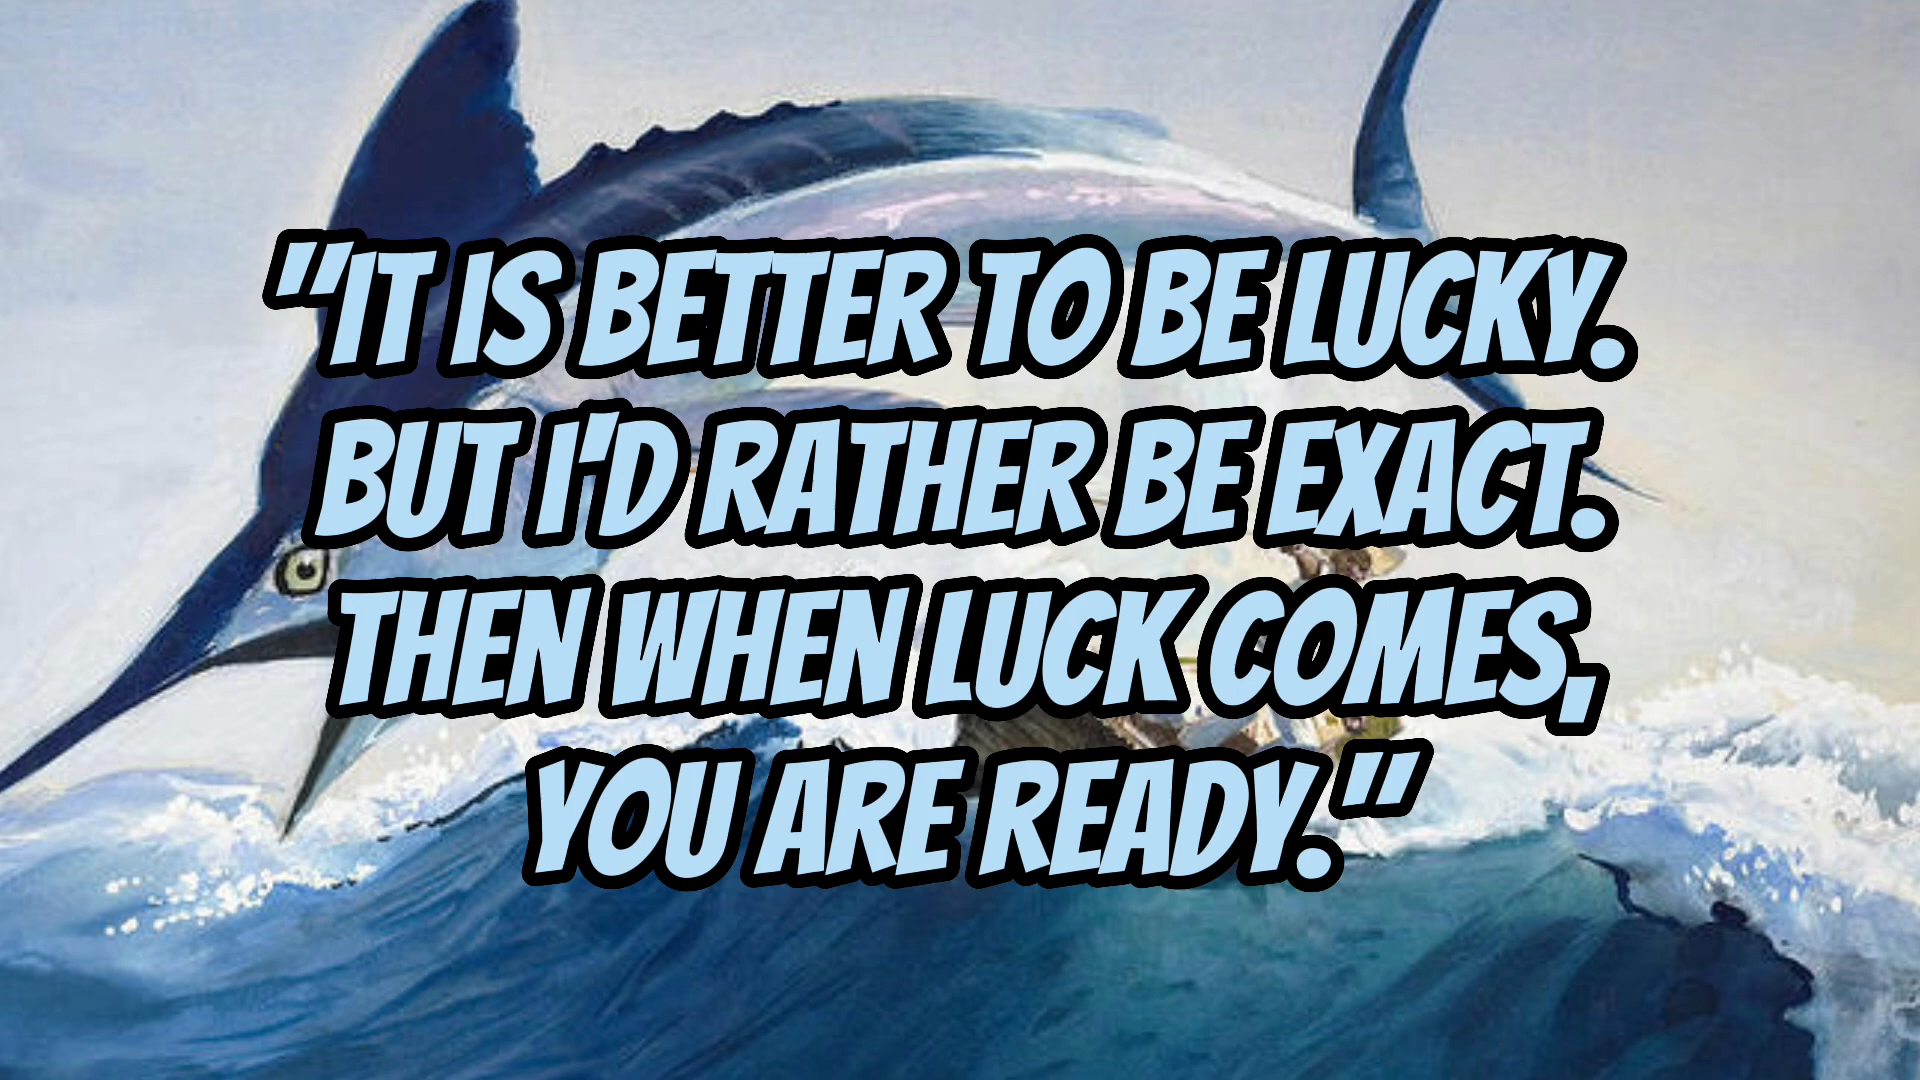 "IT IS BETTER TO BE LUCKY.
BUT I'D RATHER BE EXACT.
THEN WHEN LUCK COMES,
YOU ARE READY."